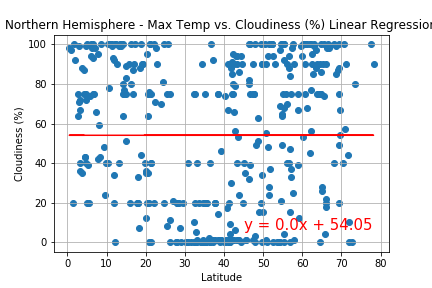 Northern Hemisphere - Max Temp vs. Cloudiness (%) Linear Regression
100
80
60
40
20
0
Cloudiness (%)
y = 0.0x + 54.05
0 10 20 30 40 50 60 70 80
Latitude